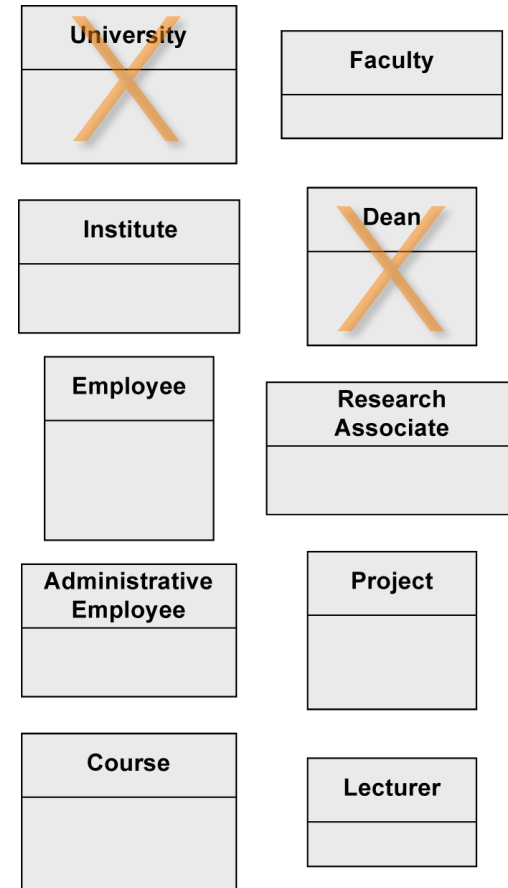 University
Faculty
Institute
Dean
Employee
Research
Associate
Administrative
Employee
Project
Course
Lecturer